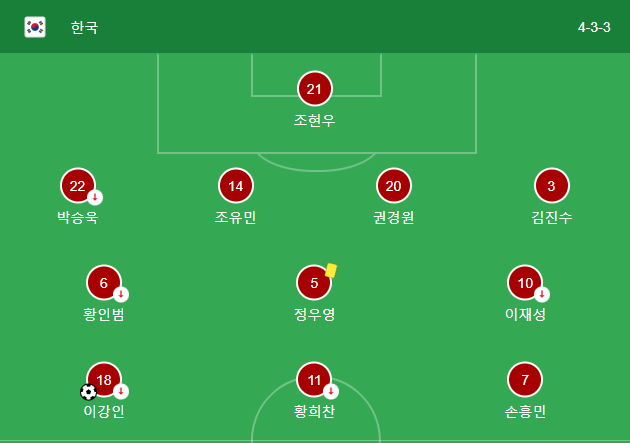 한국 4-3-3
21
조현우
22 14 20 3
박승욱 조유민 권경원 김진수
6 5 10
황인범 정우영 이재성
18 11 7
이강인 황희찬 손흥민